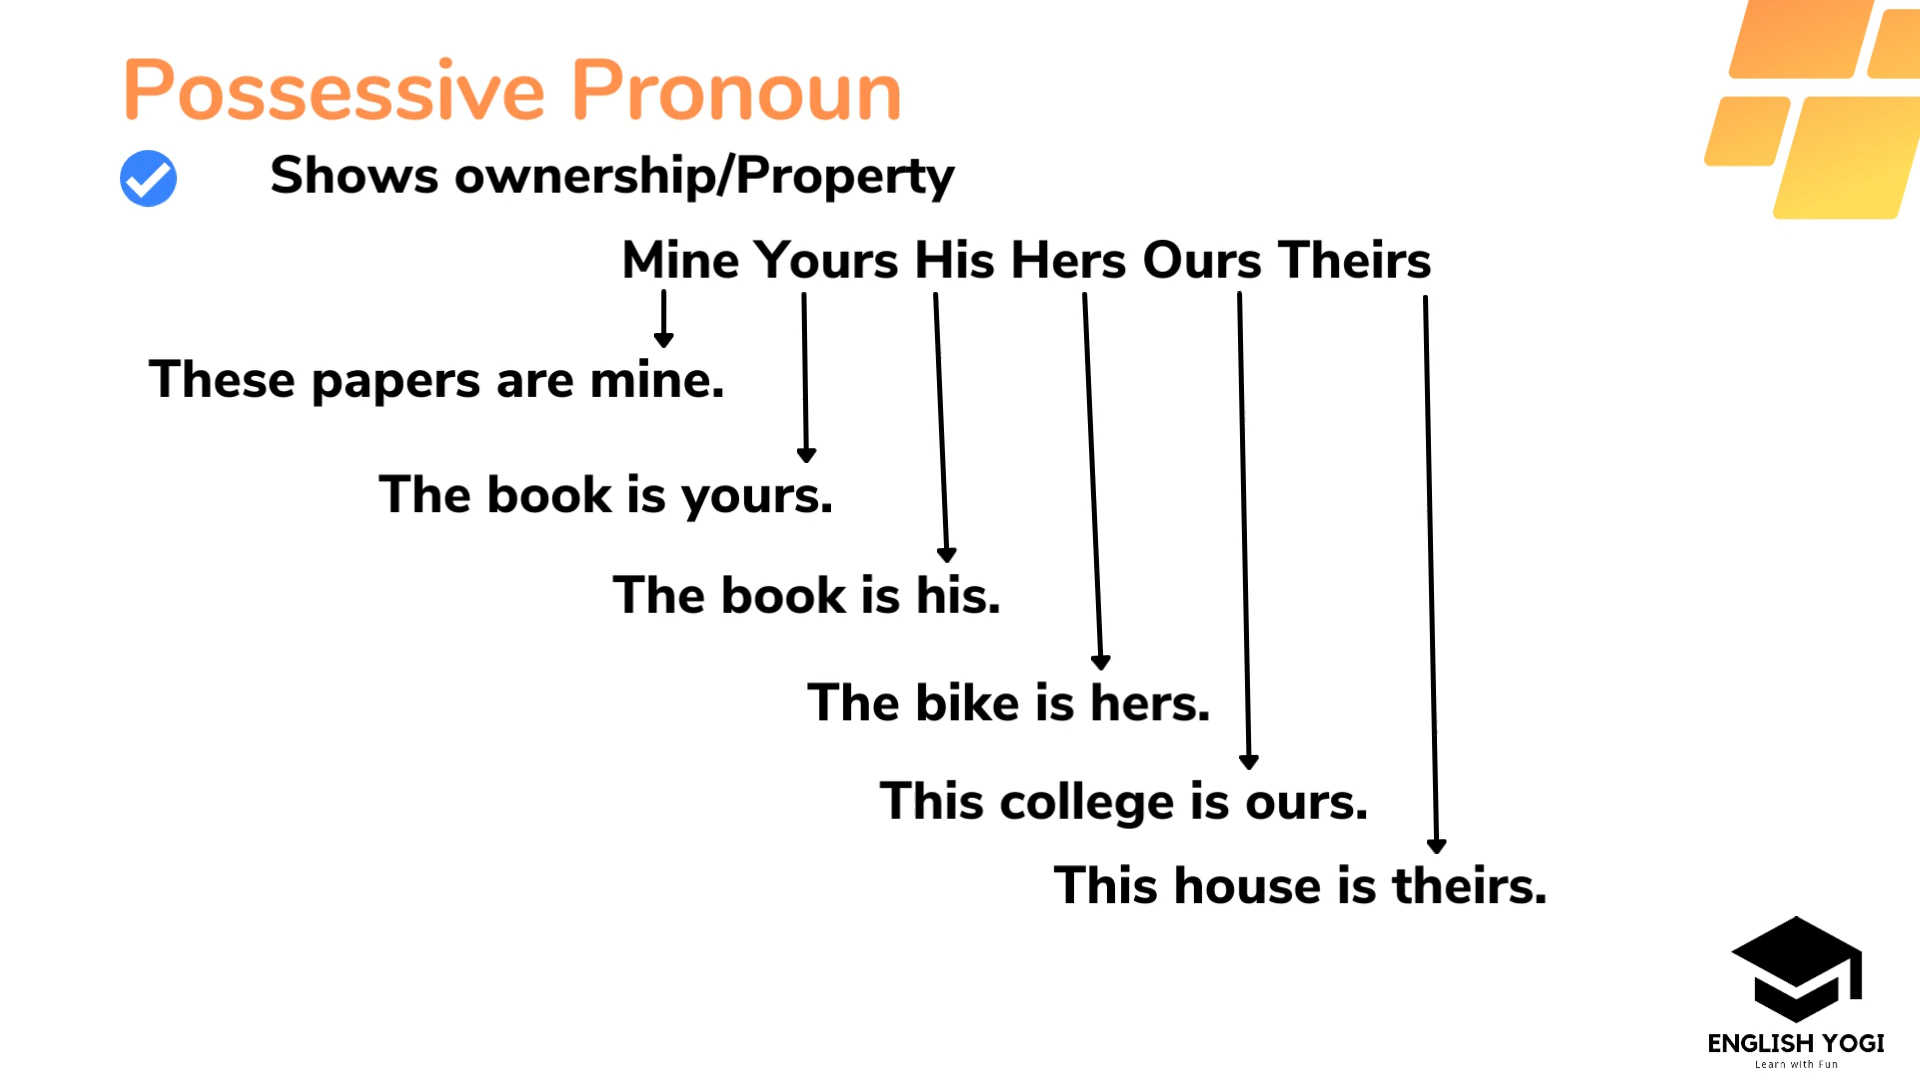 Possessive Pronoun
Shows ownership/Property
Mine Yours His Hers Ours Theirs
These papers are mine.
The book is yours.
The book is his.
The bike is hers.
This college is ours.
This house is theirs.
ENGLISH YOGI
Learn with Fun